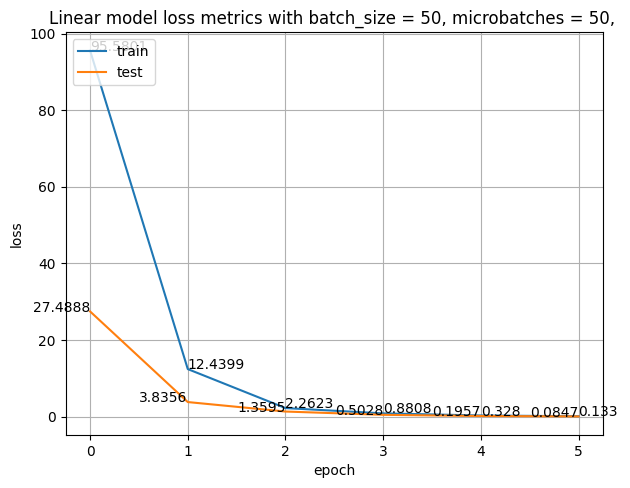 Linear model loss metrics with batch_size = 50, microbatches = 50,
100
95.5801
train
test
80
60
loss
40
27.4888
20
12.4399
3.8356
1.3595 2.2623 0.5028 0.8808 0.1957 0.328 0.0847 0.133
0
0 1 2 3 4 5
epoch